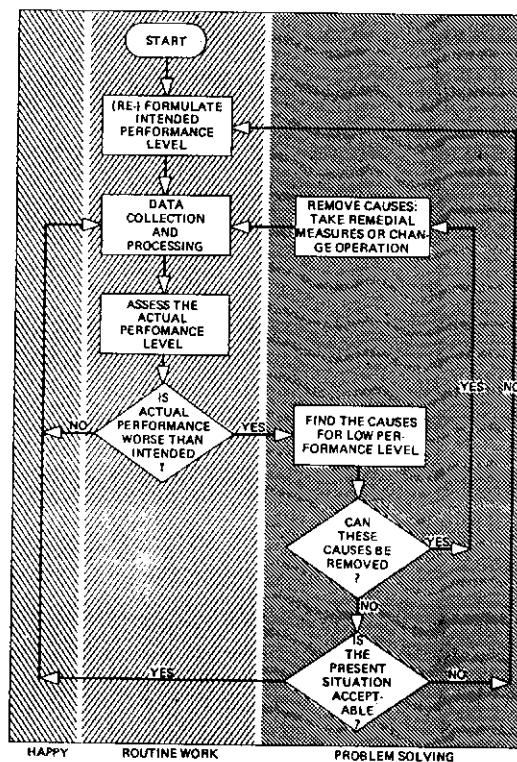 START
(RE-) FORMULATE
INTENDED
PERFORMANCE
LEVEL
DATA
COLLECTION
AND
PROCESSING
REMOVE CAUSES:
TAKE REMEDIAL
MEASURES OR CHAN-
GE OPERATION
ASSESS THE
ACTUAL
PERFOMANCE
LEVEL
IS
ACTUAL
PERFORMANCE
WORSE THAN
INTENDED
?
NO
YES
FIND THE CAUSES
FOR LOW PER-
FORMANCE LEVEL
YES
NO
CAN
THESE
CAUSES BE
REMOVED
?
YES
NO
IS
THE
PRESENT
SITUATION
ACCEPT-
ABLE
?
YES
NO
HAPPY
ROUTINE WORK
PROBLEM SOLVING